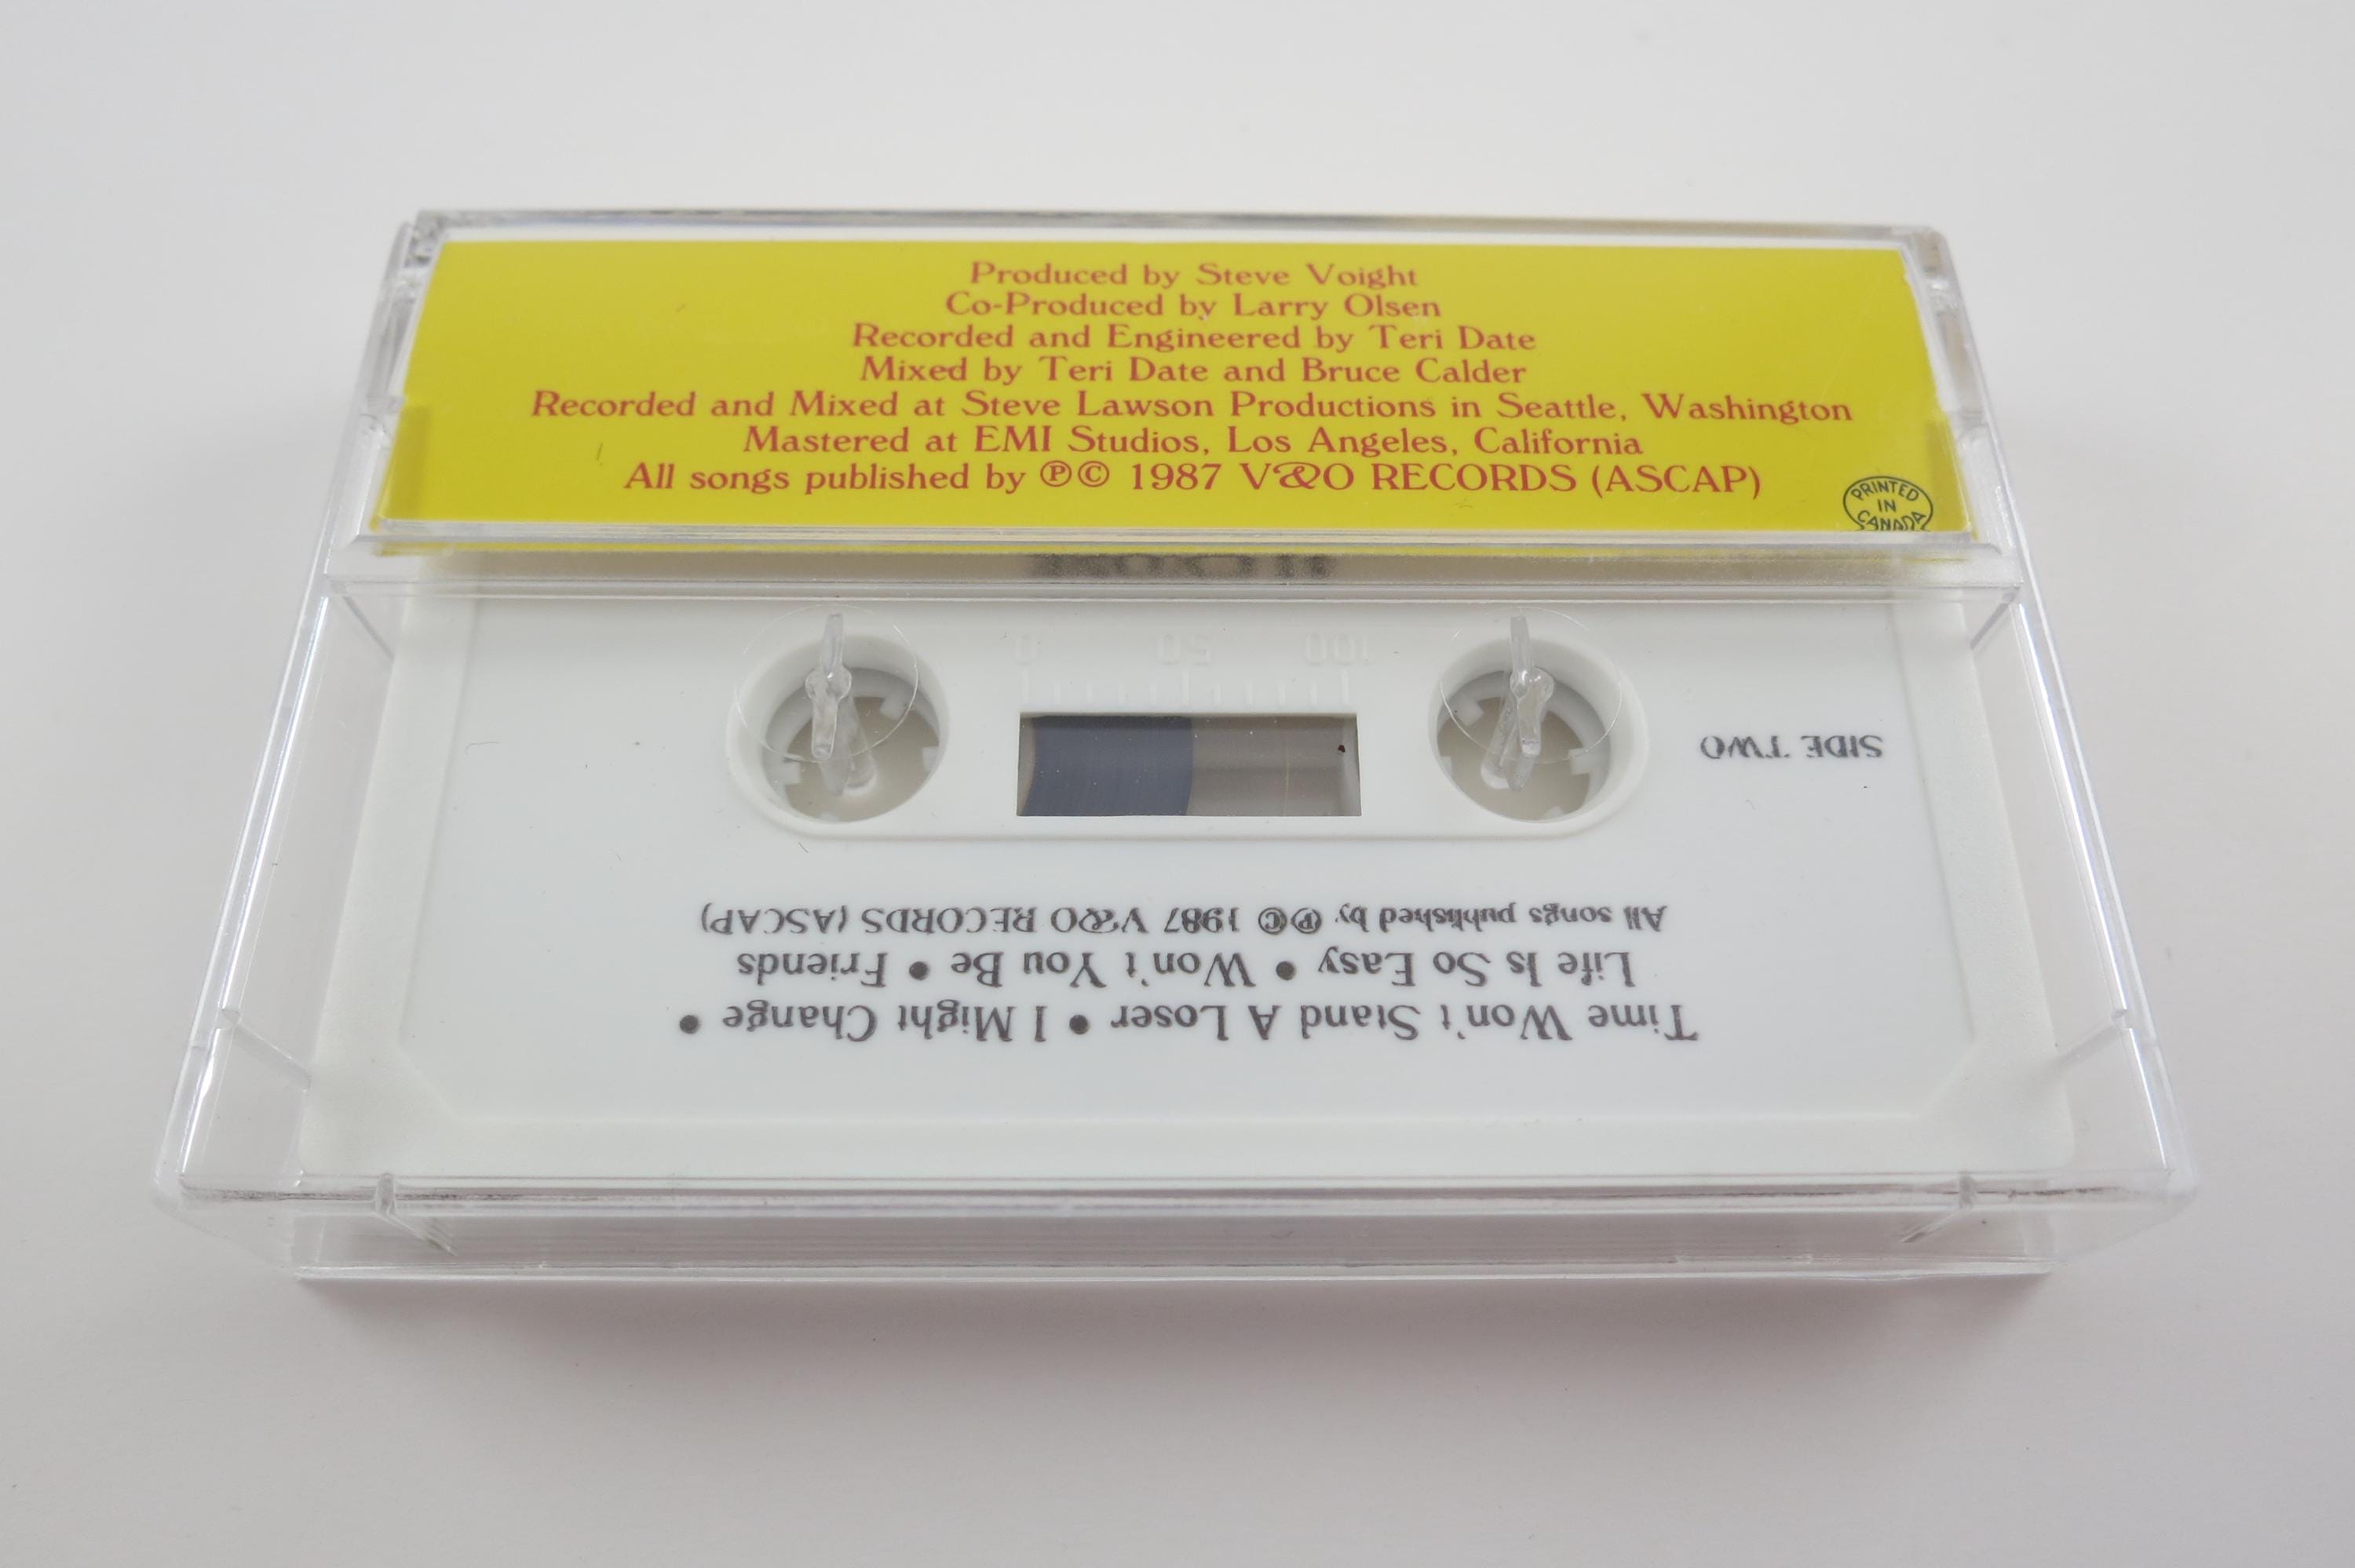 Produced by Steve Voight
Co-Produced by Larry Olsen
Recorded and Engineered by Teri Date
Mixed by Teri Date and Bruce Calder
Recorded and Mixed at Steve Lawson Productions in Seattle, Washington
Mastered at EMI Studios, Los Angeles, California
All songs published by ℗© 1987 V&O RECORDS (ASCAP)
PRINTED
IN
CANADA
Time Won't Stand A Loser • I Might Change •
Life Is So Easy • Won't You Be • Friends
All songs published by ℗© 1987 V&O RECORDS (ASCAP)
SIDE TWO
100 50 0